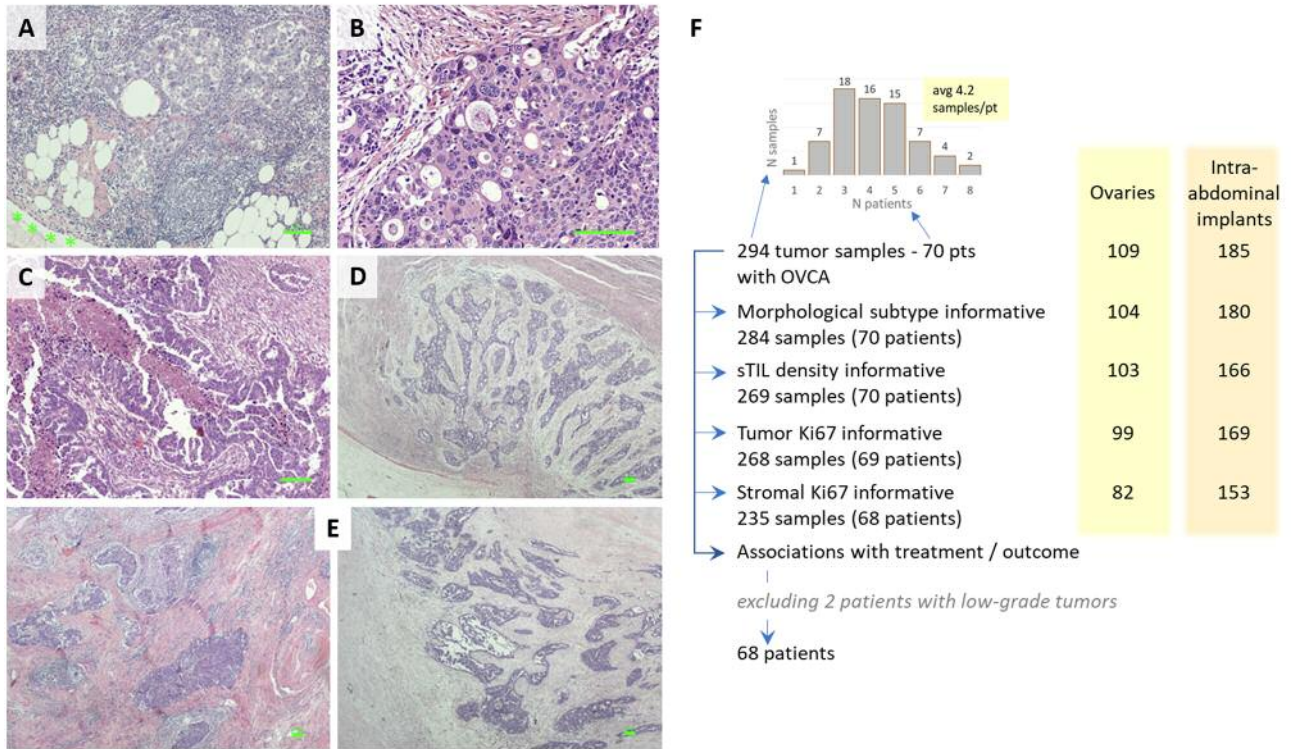 A
B
C
D
E
F
18
16
15
7
7
4
2
1
avg 4.2
samples/pt
N samples
1 2 3 4 5 6 7 8
N patients
Ovaries
Intra-
abdominal
implants
294 tumor samples - 70 pts
with OVCA
109 185
Morphological subtype informative
284 samples (70 patients)
104 180
sTIL density informative
269 samples (70 patients)
103 166
Tumor Ki67 informative
268 samples (69 patients)
99 169
Stromal Ki67 informative
235 samples (68 patients)
82 153
Associations with treatment / outcome
excluding 2 patients with low-grade tumors
68 patients